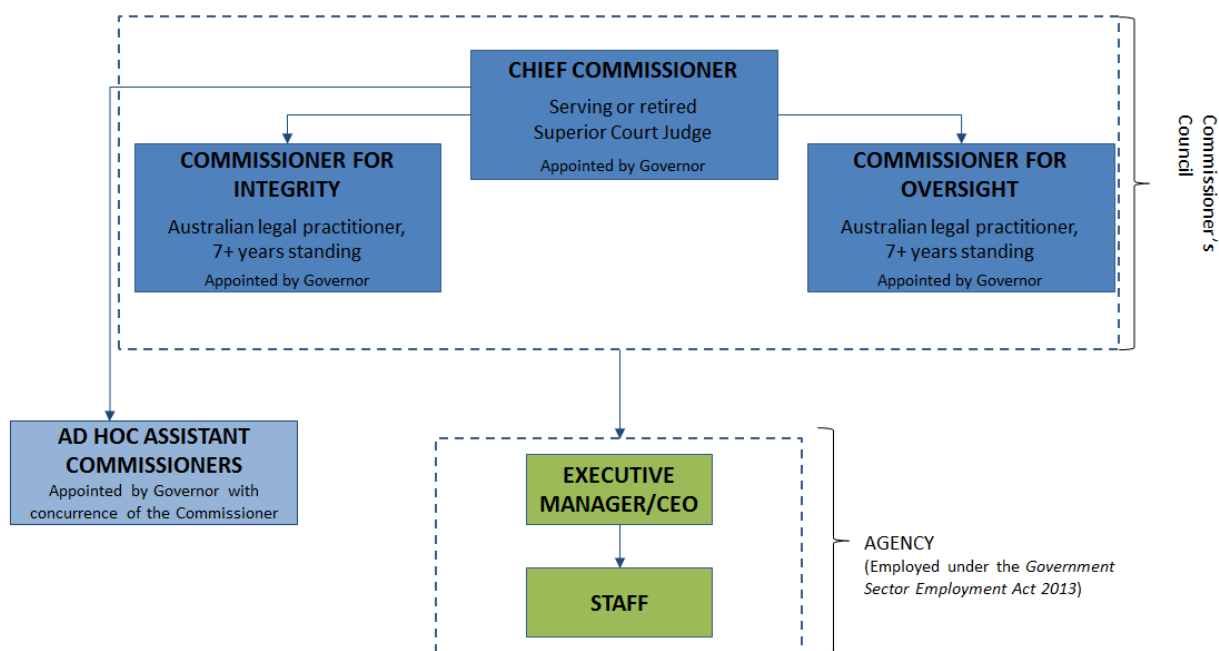 CHIEF COMMISSIONER
Serving or retired
Superior Court Judge
Appointed by Governor
COMMISSIONER FOR
INTEGRITY
Australian legal practitioner,
7+ years standing
Appointed by Governor
COMMISSIONER FOR
OVERSIGHT
Australian legal practitioner,
7+ years standing
Appointed by Governor
Commissioner's
Council
AD HOC ASSISTANT
COMMISSIONERS
Appointed by Governor with
concurrence of the Commissioner
EXECUTIVE
MANAGER/CEO
STAFF
AGENCY
(Employed under the Government
Sector Employment Act 2013)